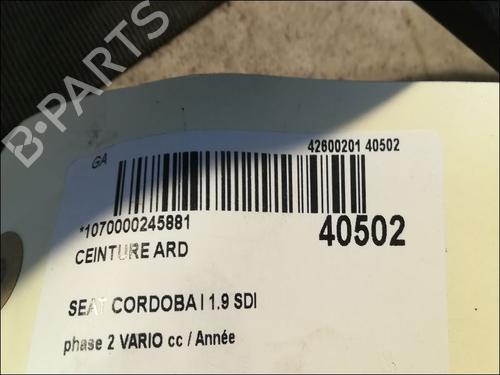 B-PARTS
GA
42600201 40502
*1070000245881
40502
CEINTURE ARD
SEAT CORDOBA I 1.9 SDI
phase 2 VARIO cc / Année